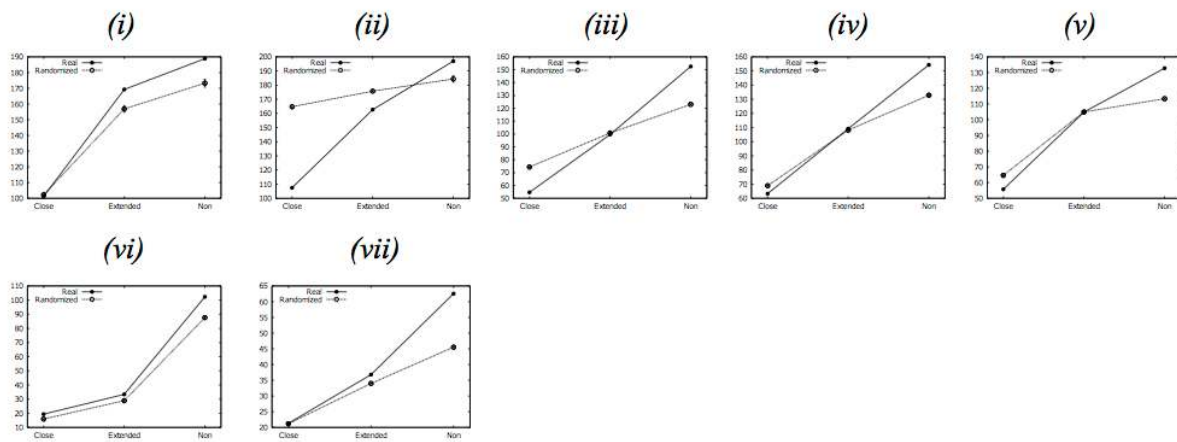 (i) (ii) (iii) (iv) (v)
190 180 170 160 150 140 130 120 110 100
Real
Randomized
Close Extended Non
200 190 180 170 160 150 140 130 120 110 100
Real
Randomized
Close Extended Non
160 150 140 130 120 110 100 90 80 70 60 50
Real
Randomized
Close Extended Non
160 150 140 130 120 110 100 90 80 70 60
Real
Randomized
Close Extended Non
140 130 120 110 100 90 80 70 60 50
Real
Randomized
Close Extended Non
(vi) (vii)
110 100 90 80 70 60 50 40 30 20 10
Real
Randomized
Close Extended Non
65 60 55 50 45 40 35 30 25 20
Real
Randomized
Close Extended Non